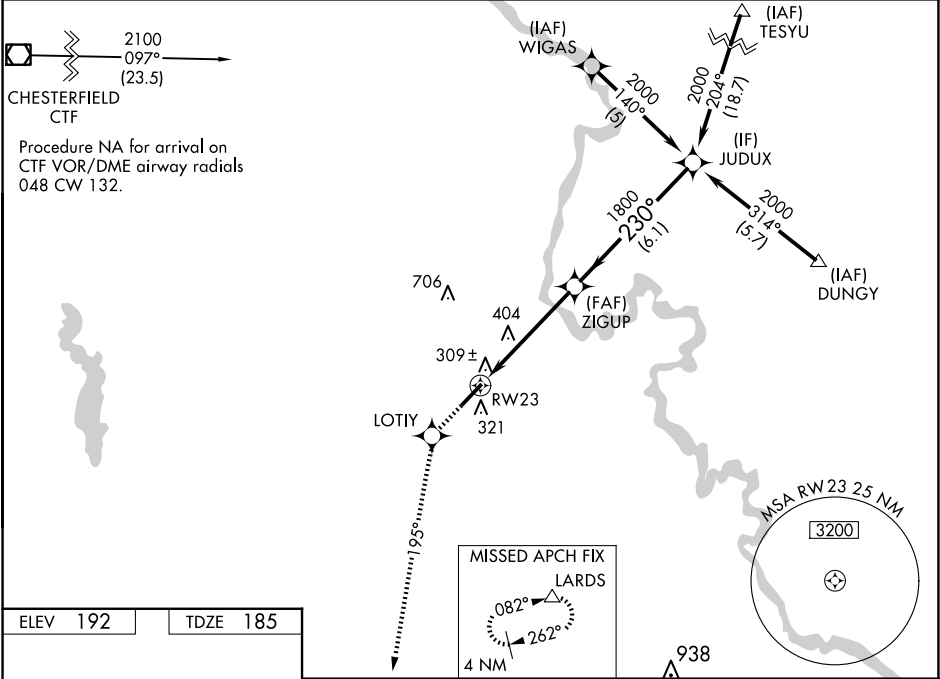 2100
097°
(23.5)
CHESTERFIELD
CTF
Procedure NA for arrival on
CTF VOR/DME airway radials
048 CW 132.
(IAF)
WIGAS
2000
140°
(5)
(IAF)
TESYU
2000
204°
(18.7)
(IF)
JUDUX
1800
230°
(6.1)
2000
314°
(5.7)
(IAF)
DUNGY
(FAF)
ZIGUP
706
404
309±
RW23
321
LOTIY
195°
MISSED APCH FIX
LARDS
082°
262°
4 NM
MSA RW23 25 NM
3200
938
ELEV 192
TDZE 185